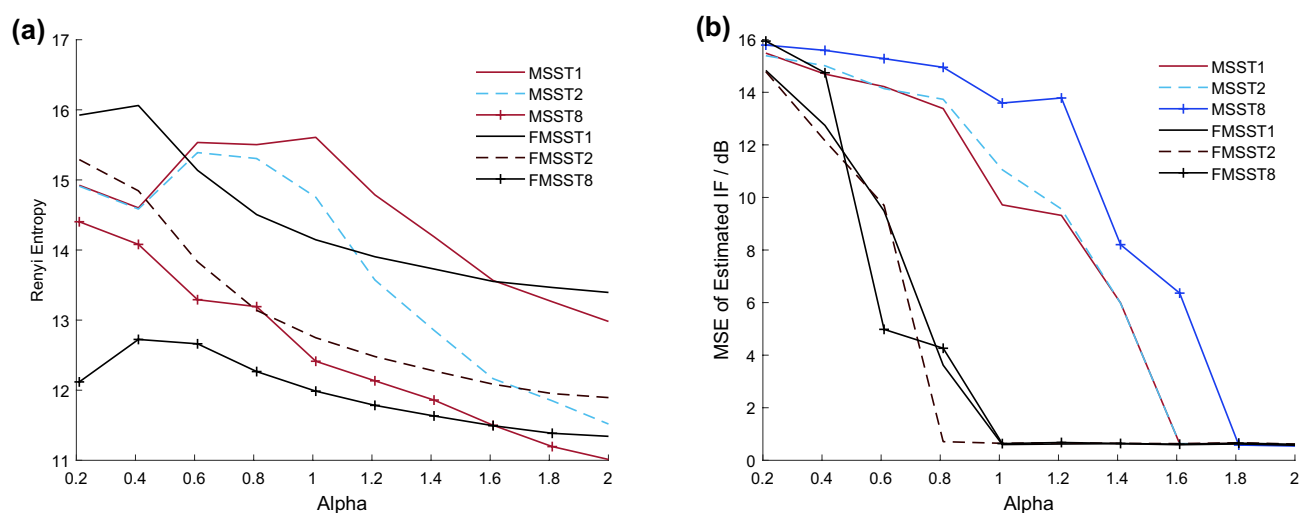 (a)
17
16
15
14
13
12
11
Renyi Entropy
0.2 0.4 0.6 0.8 1 1.2 1.4 1.6 1.8 2
Alpha
MSST1
MSST2
MSST8
FMSST1
FMSST2
FMSST8
(b)
16
14
12
10
8
6
4
2
0
MSE of Estimated IF / dB
0.2 0.4 0.6 0.8 1 1.2 1.4 1.6 1.8 2
Alpha
MSST1
MSST2
MSST8
FMSST1
FMSST2
FMSST8